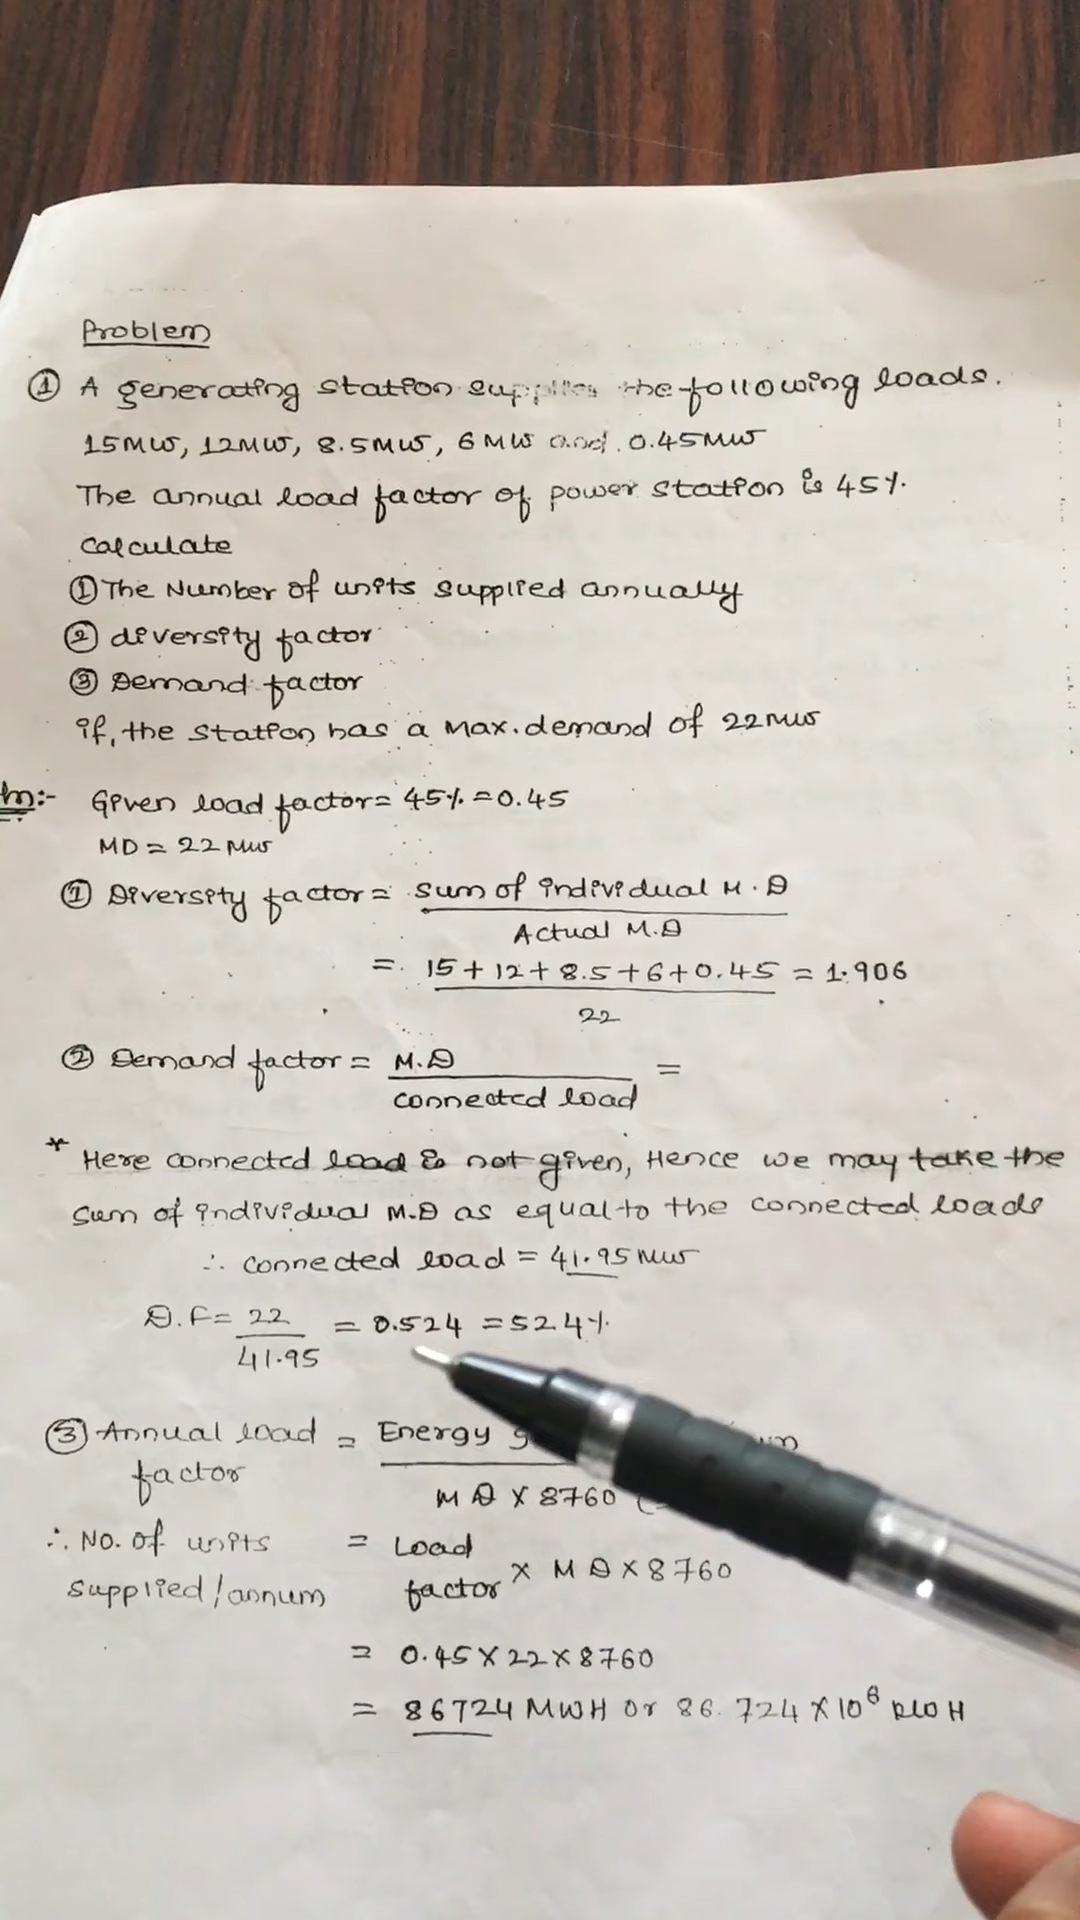 Problem
① A generating station supplies the following loads.
15MW, 12MW, 8.5MW, 6 MW and 0.45MW
The annual load factor of power station is 45%.
calculate
① The Number of units supplied annually
② diversity factor
③ Demand factor
if, the station has a Max. demand of 22MW
Given load factor = 45% = 0.45
MD = 22 MW
① Diversity factor = sum of individual M.D
Actual M.D
= 15 + 12 + 8.5 + 6 + 0.45 = 1.906
22
② Demand factor = M.D =
connected load
* Here connected load is not given, Hence we may take the
sum of individual M.D as equal to the connected loads
∴ connected load = 41.95 MW
D.F = 22 = 0.524 = 52.4%
41.95
③ Annual load = Energy
factor
MD X 8760
∴ No. of units = Load
supplied/annum factor X MD X 8760
= 0.45 X 22 X 8760
= 86724 MWH or 86.724 X 10⁶ KWH